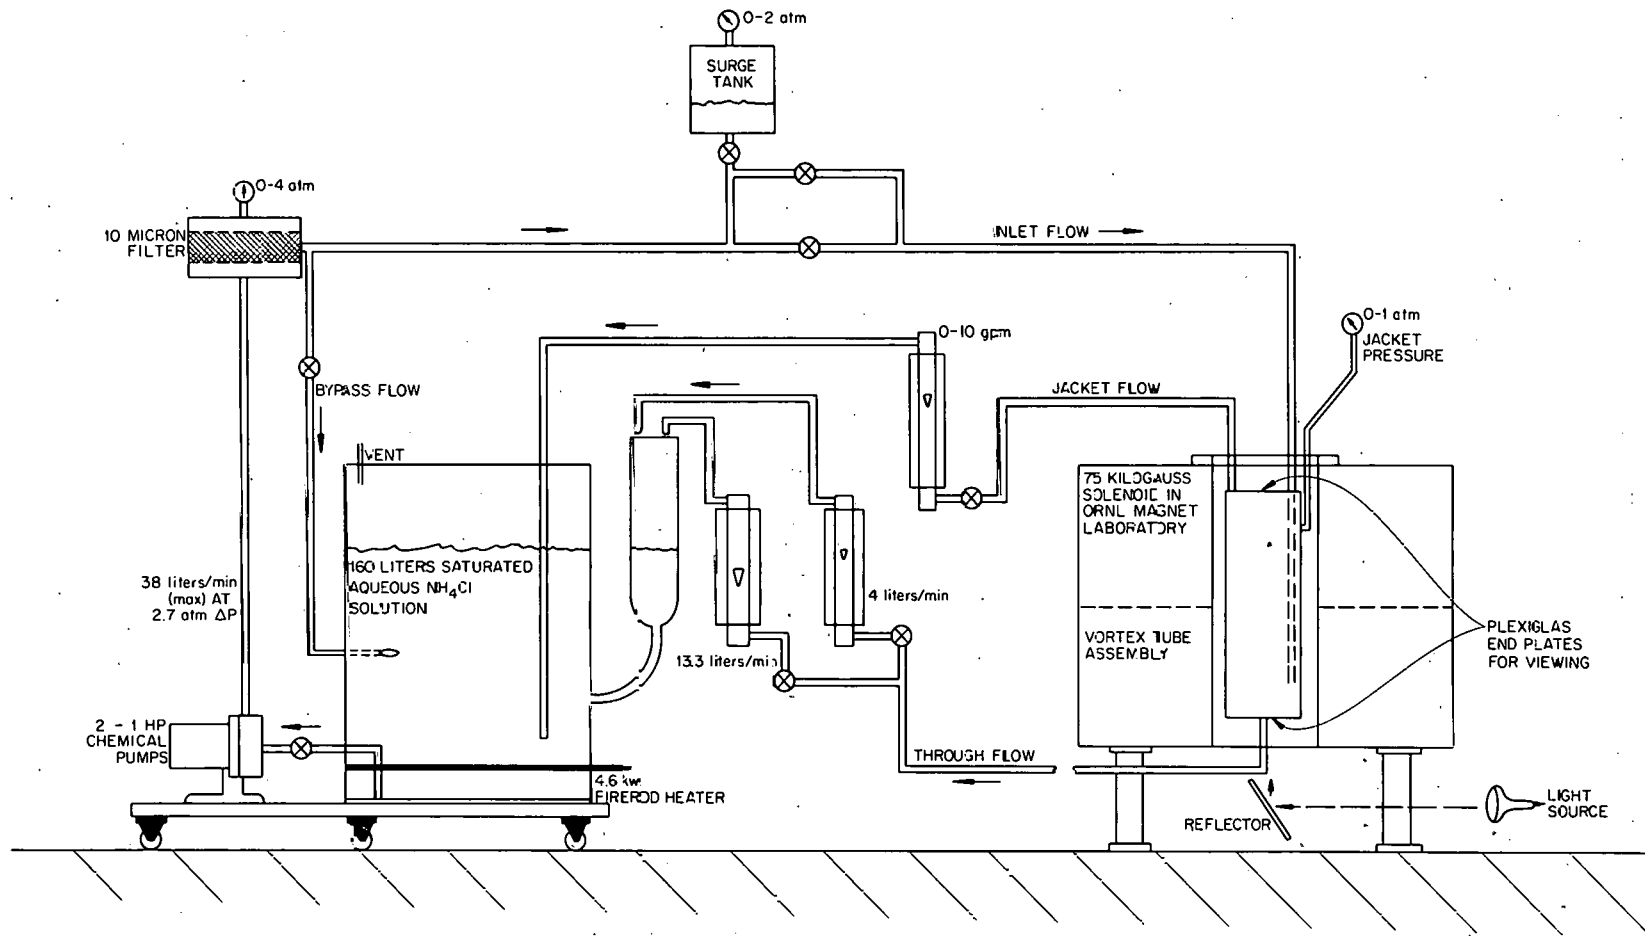 0-2 atm
SURGE
TANK
0-4 atm
10 MICRON
FILTER
INLET FLOW
0-1 atm
JACKET
PRESSURE
0-10 gpm
BYPASS FLOW
JACKET FLOW
VENT
75 KILOGAUSS
SOLENOID IN
ORNL MAGNET
LABORATORY
160 LITERS SATURATED
AQUEOUS NH4Cl
SOLUTION
38 liters/min
(max) AT
2.7 atm ΔP
4 liters/min
13.3 liters/min
VORTEX TUBE
ASSEMBLY
PLEXIGLAS
END PLATES
FOR VIEWING
2 - 1 HP
CHEMICAL
PUMPS
THROUGH FLOW
4.6 kw
FIREROD HEATER
REFLECTOR
LIGHT
SOURCE